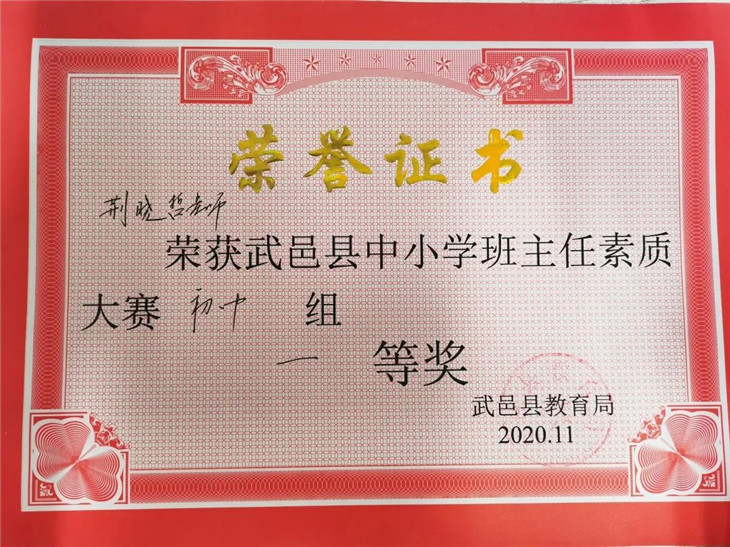 荣誉证书
荆晓哲老师
荣获武邑县中小学班主任素质
大赛 初中 组
一 等奖
武邑县教育局
2020.11